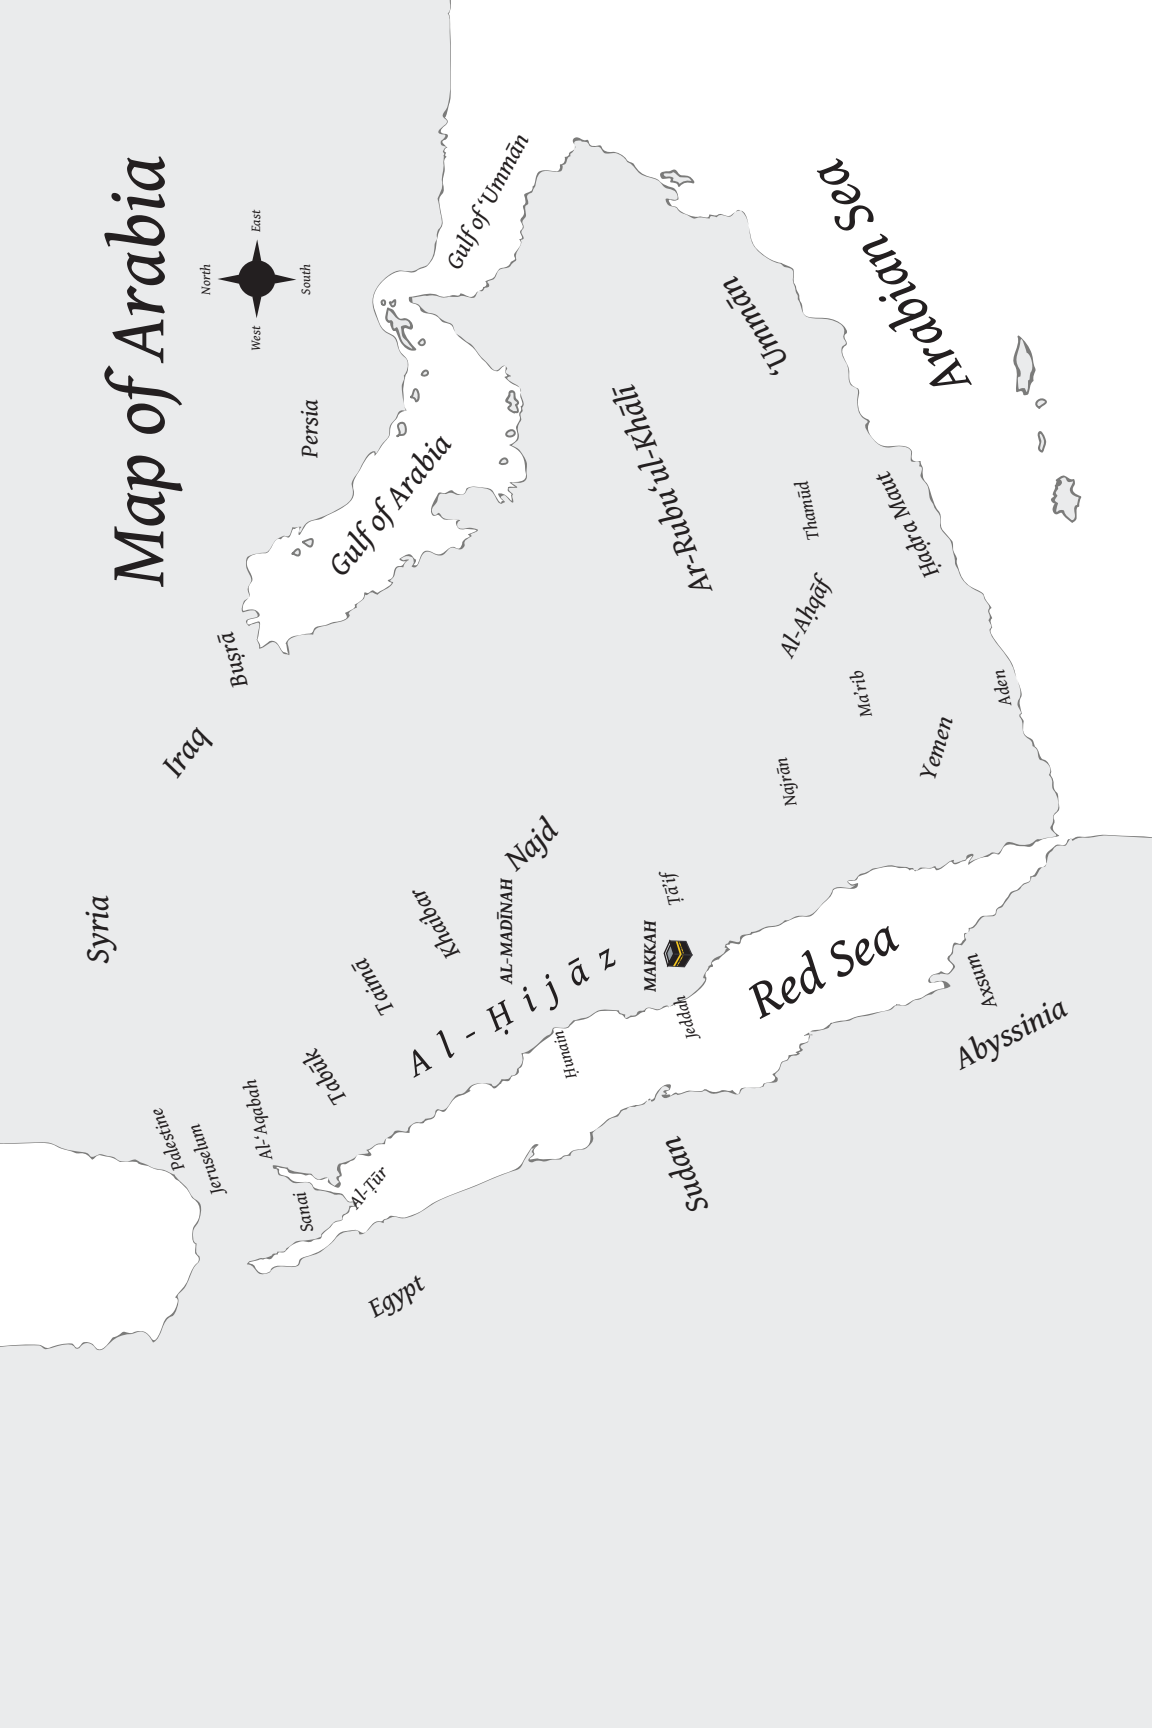 Map of Arabia
North
West
East
South
Syria
Iraq
Persia
Buṣrā
Palestine
Jeruselum
Al-‘Aqabah
Sanai
Al-Ṭūr
Egypt
Tabūk
Taimā
Khaibar
Al-Ḥijāz
AL-MADĪNAH
Najd
Gulf of Arabia
Gulf of ‘Ummān
Ḥunain
MAKKAH
Jeddah
Ṭā’if
Ar-Rubu‘ul-Khālī
‘Ummān
Sudan
Red Sea
Najrān
Al-Aḥqāf
Thamūd
Ma’rib
Ḥaḍra Maut
Arabian Sea
Yemen
Aden
Axsum
Abyssinia